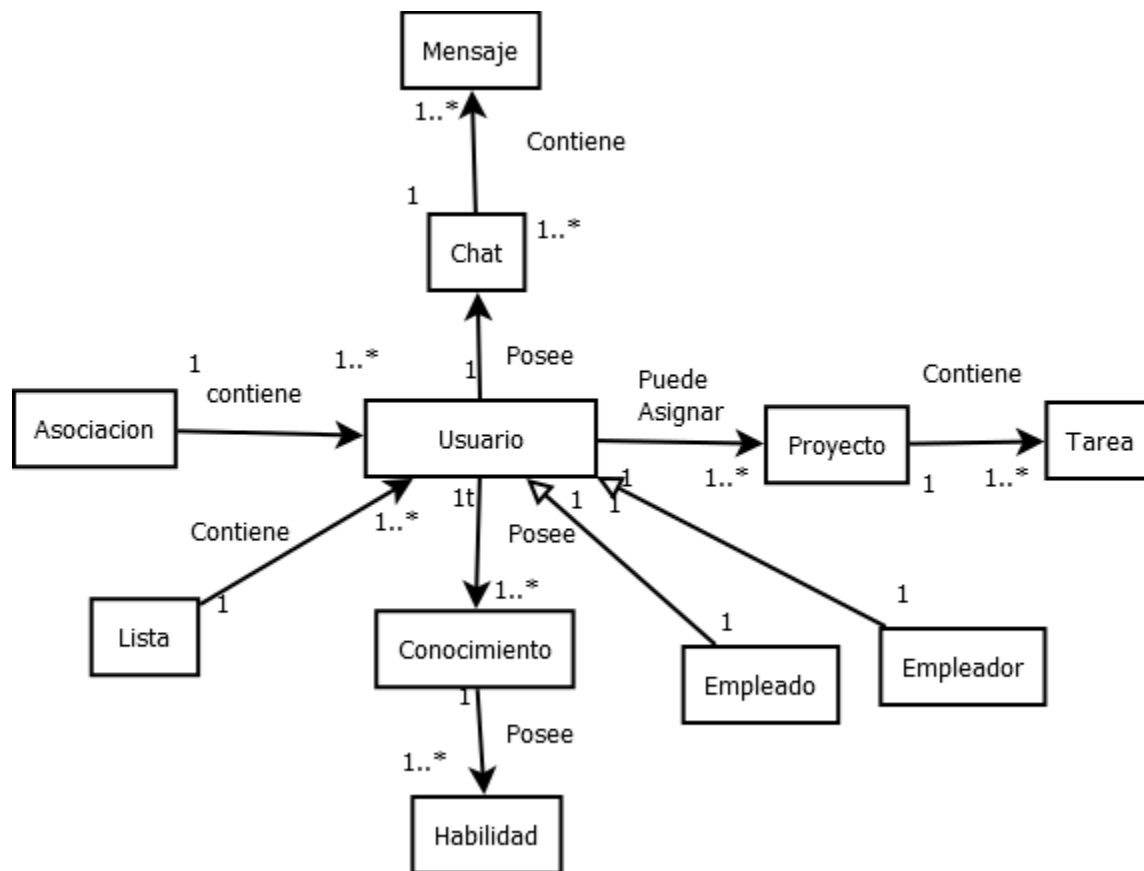 Mensaje
1..*
Contiene
1
1..*
Chat
Posee
1
1
contiene
1..*
Asociacion
Usuario
Puede
Asignar
1..*
Proyecto
Contiene
1
1..*
Tarea
1
1
1
1t
Posee
1..*
Contiene
1..*
1
Lista
1..*
Conocimiento
1
Empleado
1
Empleador
1
Posee
1..*
Habilidad